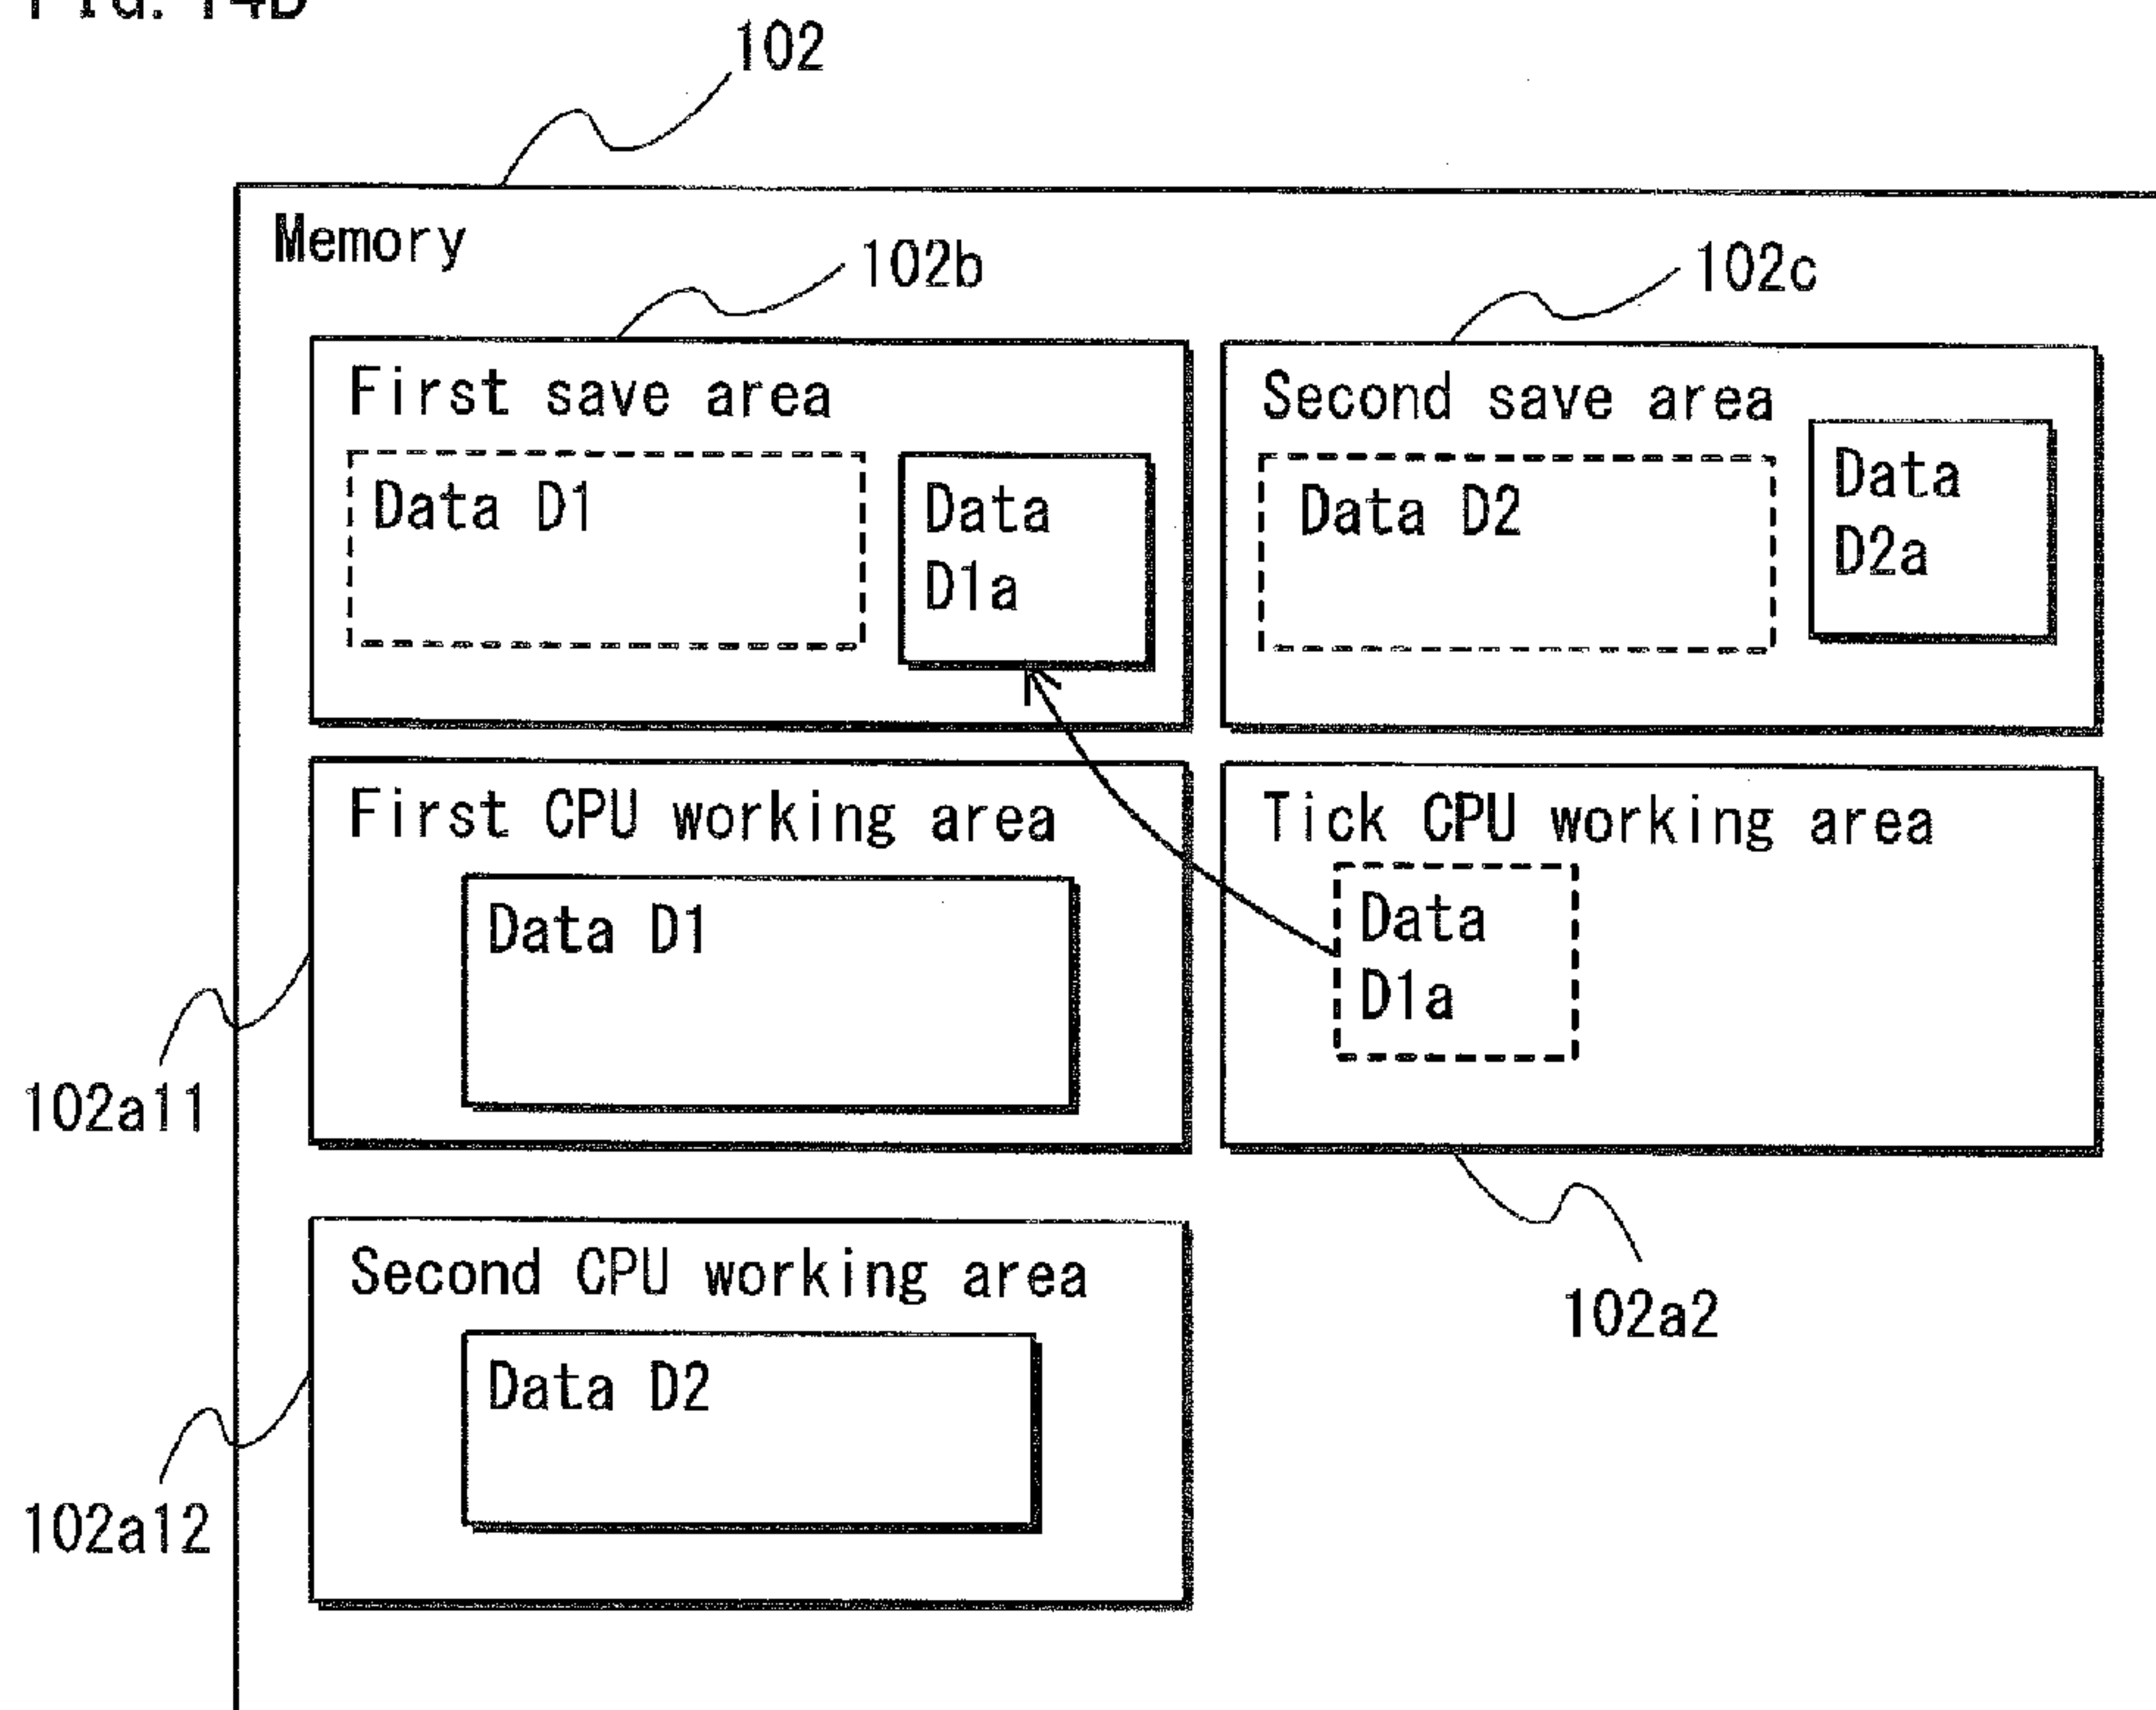 FIG. 14B
102
Memory
102b
102c
First save area
Data D1
Data
D1a
Second save area
Data D2
Data
D2a
First CPU working area
Data D1
Tick CPU working area
Data
D1a
102a11
102a2
Second CPU working area
Data D2
102a12